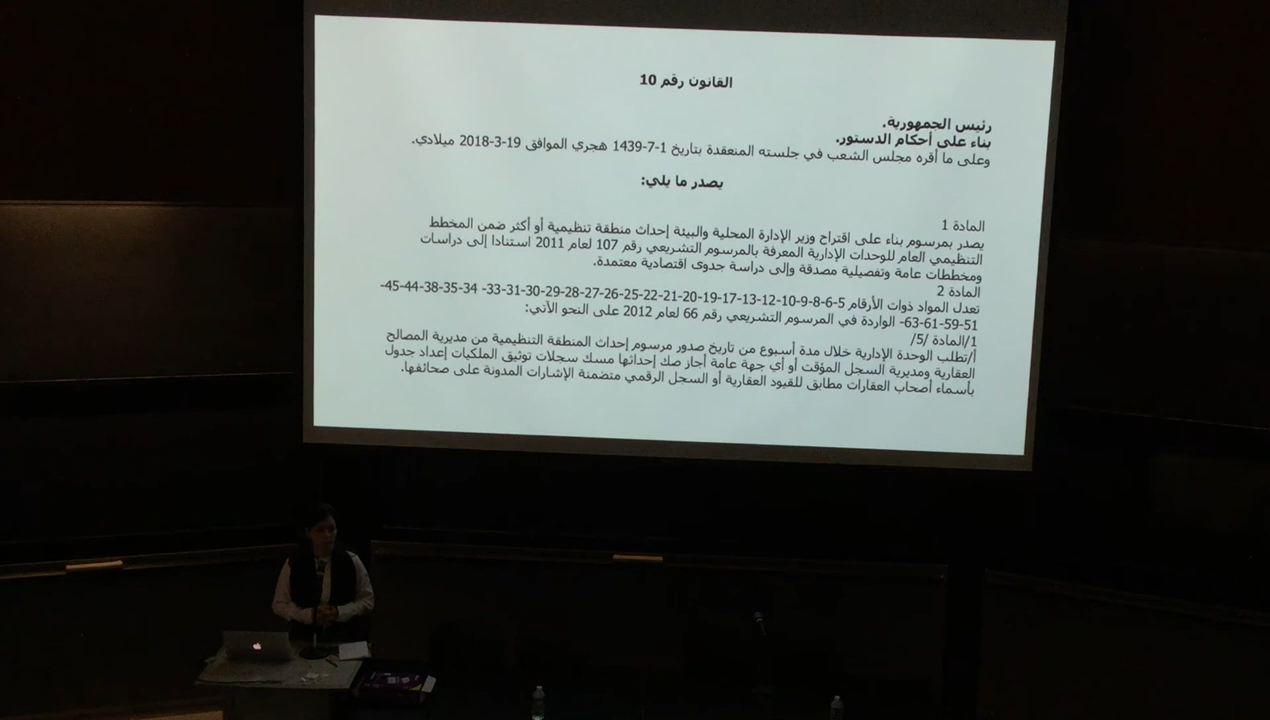 القانون رقم 10
رئيس الجمهورية.
بناء على أحكام الدستور.
وعلى ما أقره مجلس الشعب في جلسته المنعقدة بتاريخ 1-7-1439 هجري الموافق 19-3-2018 ميلادي.
يصدر ما يلي:
المادة 1
يصدر بمرسوم بناء على اقتراح وزير الإدارة المحلية والبيئة إحداث منطقة تنظيمية أو أكثر ضمن المخطط
التنظيمي العام للوحدات الإدارية المعرفة بالمرسوم التشريعي رقم 107 لعام 2011 استنادا إلى دراسات
ومخططات عامة وتفصيلية مصدقة وإلى دراسة جدوى اقتصادية معتمدة.
المادة 2
تعدل المواد ذوات الأرقام 5-6-8-9-10-12-13-17-19-20-21-22-25-26-27-28-29-30-31-33- 34-35-38-44-45-
51-59-61-63- الواردة في المرسوم التشريعي رقم 66 لعام 2012 على النحو الآتي:
1/المادة /5/
أ/تطلب الوحدة الإدارية خلال مدة أسبوع من تاريخ صدور مرسوم إحداث المنطقة التنظيمية من مديرية المصالح
العقارية ومديرية السجل المؤقت أو أي جهة عامة أجاز صك إحداثها مسك سجلات توثيق الملكيات إعداد جدول
بأسماء أصحاب العقارات مطابق للقيود العقارية أو السجل الرقمي متضمنة الإشارات المدونة على صحائفها.